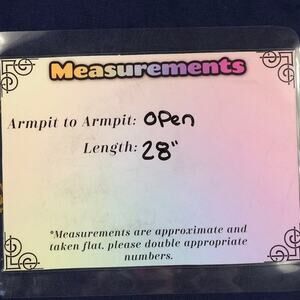 Measurements
Armpit to Armpit: OPen
Length: 28"
*Measurements are approximate and
taken flat. please double appropriate
numbers.